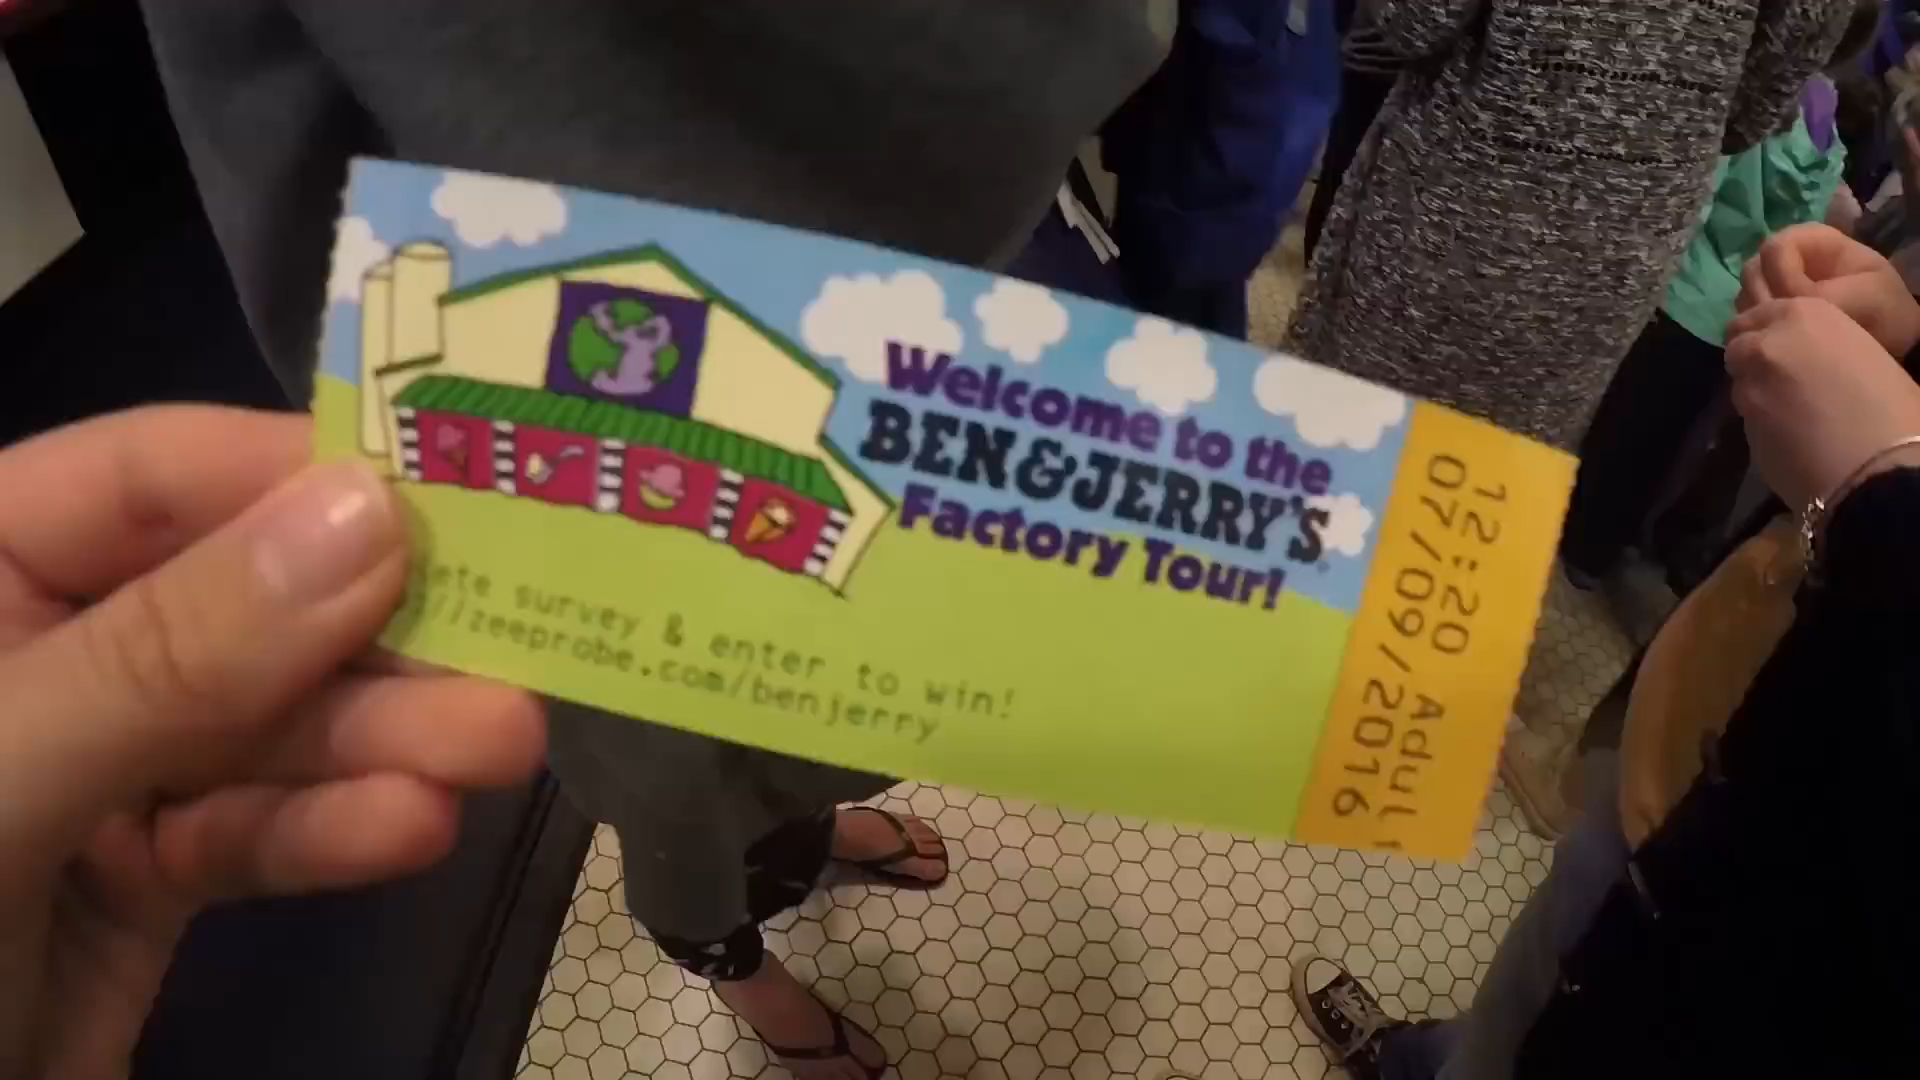 Welcome to the
BEN & JERRY'S
Factory Tour!
survey & enter to win!
//zeeprobe.com/benjerry
12:20 Adult
07/09/2016